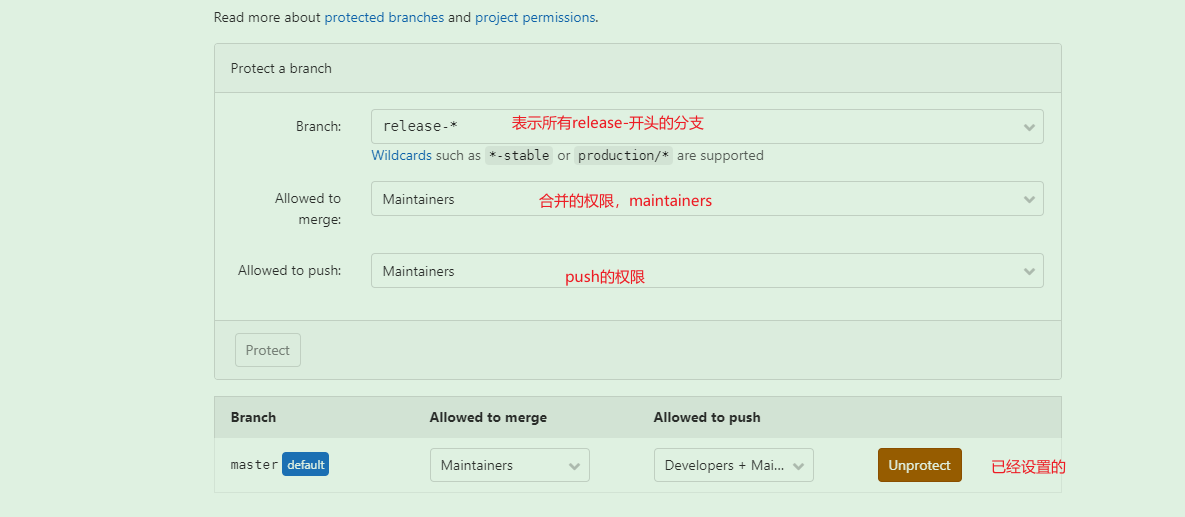 Read more about protected branches and project permissions.
Protect a branch
Branch: release-* 表示所有release-开头的分支
Wildcards such as *-stable or production/* are supported
Allowed to merge: Maintainers 合并的权限，maintainers
Allowed to push: Maintainers push的权限
Protect
Branch Allowed to merge Allowed to push
master default Maintainers Developers + Mai... Unprotect 已经设置的